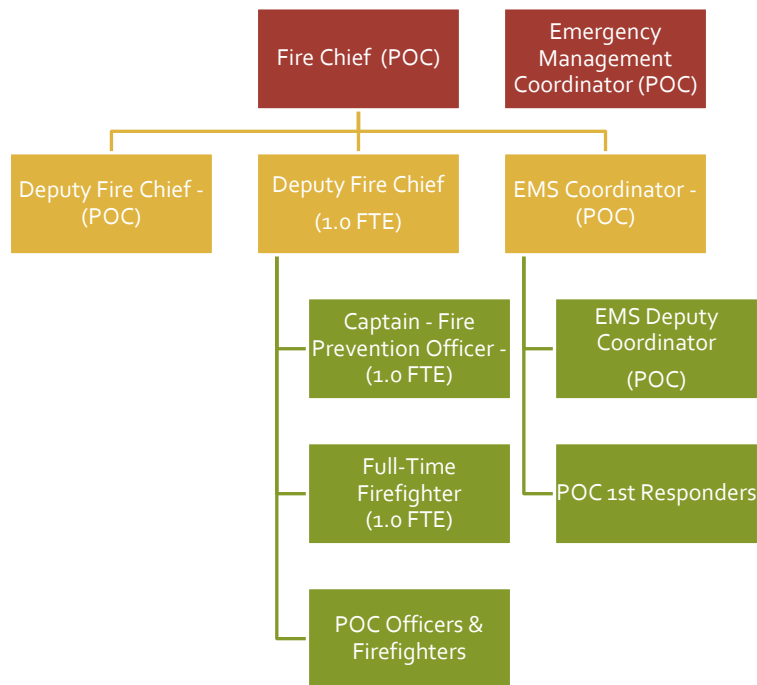 Fire Chief (POC)
Emergency
Management
Coordinator (POC)
Deputy Fire Chief -
(POC)
Deputy Fire Chief
(1.0 FTE)
EMS Coordinator -
(POC)
Captain - Fire
Prevention Officer -
(1.0 FTE)
EMS Deputy
Coordinator
(POC)
Full-Time
Firefighter
(1.0 FTE)
POC 1st Responders
POC Officers &
Firefighters